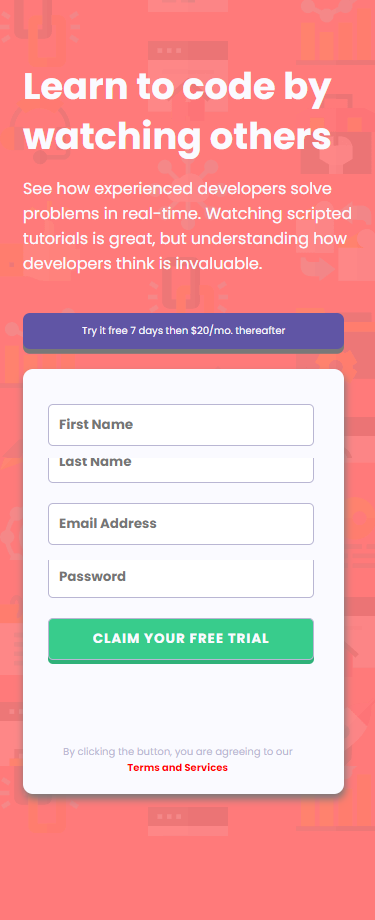 Learn to code by
watching others
See how experienced developers solve
problems in real-time. Watching scripted
tutorials is great, but understanding how
developers think is invaluable.
Try it free 7 days then $20/mo. thereafter
First Name
Last Name
Email Address
Password
CLAIM YOUR FREE TRIAL
By clicking the button, you are agreeing to our
Terms and Services